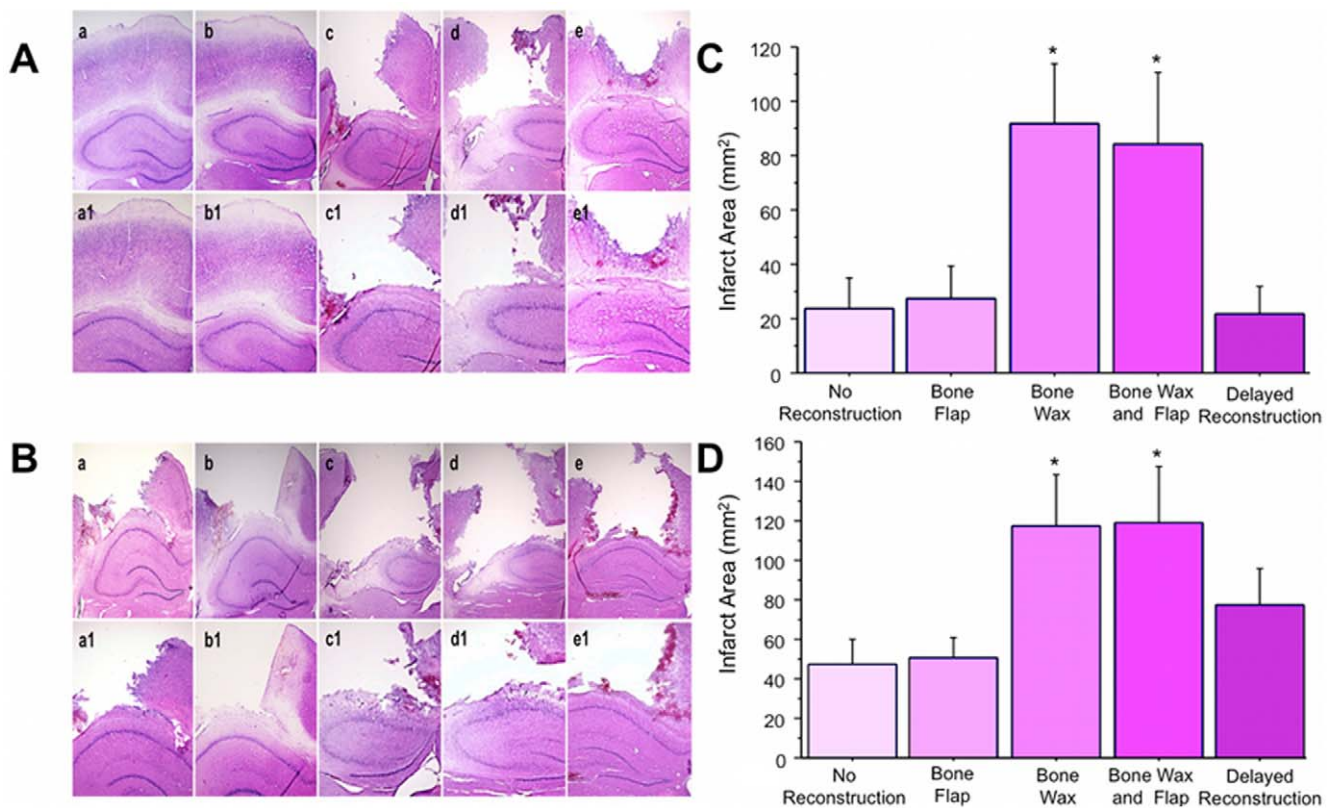 A
a
b
c
d
e
a1
b1
c1
d1
e1
C
120
100
80
60
40
20
0
Infarct Area (mm²)
*
*
No
Reconstruction
Bone
Flap
Bone
Wax
Bone Wax
and Flap
Delayed
Reconstruction
B
a
b
c
d
e
a1
b1
c1
d1
e1
D
160
140
120
100
80
60
40
20
0
Infarct Area (mm²)
*
*
No
Reconstruction
Bone
Flap
Bone
Wax
Bone Wax
and Flap
Delayed
Reconstruction